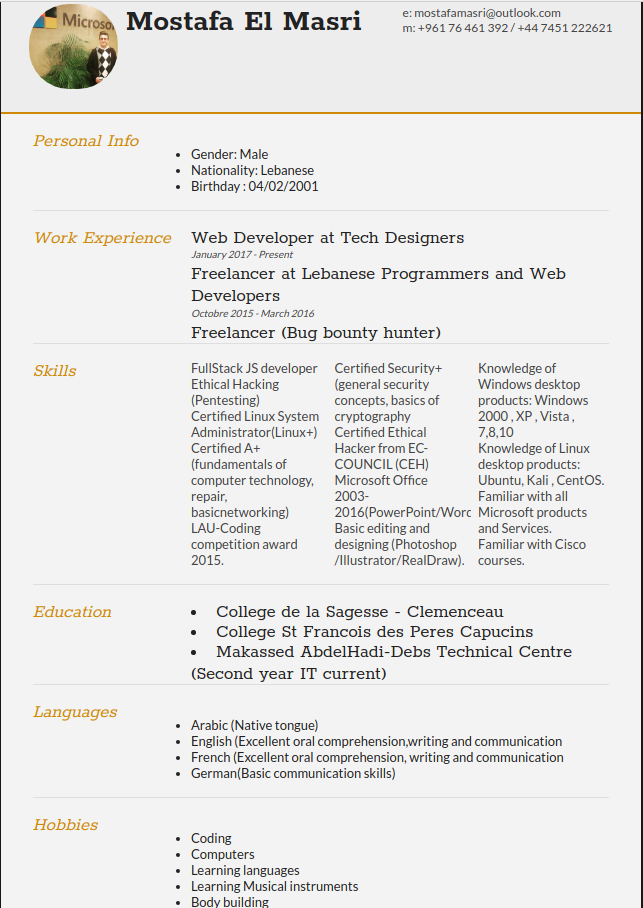 Microso
Mostafa El Masri
e: mostafamasri@outlook.com
m: +961 76 461 392 / +44 7451 222621
Personal Info
• Gender: Male
• Nationality: Lebanese
• Birthday : 04/02/2001
Work Experience
Web Developer at Tech Designers
January 2017 - Present
Freelancer at Lebanese Programmers and Web
Developers
Octobre 2015 - March 2016
Freelancer (Bug bounty hunter)
Skills
FullStack JS developer
Ethical Hacking
(Pentesting)
Certified Linux System
Administrator(Linux+)
Certified A+
(fundamentals of
computer technology,
repair,
basicnetworking)
LAU-Coding
competition award
2015.
Certified Security+
(general security
concepts, basics of
cryptography
Certified Ethical
Hacker from EC-
COUNCIL (CEH)
Microsoft Office
2003-
2016(PowerPoint/Word
Basic editing and
designing (Photoshop
/Illustrator/RealDraw).
Knowledge of
Windows desktop
products: Windows
2000 , XP , Vista ,
7,8,10
Knowledge of Linux
desktop products:
Ubuntu, Kali , CentOS.
Familiar with all
Microsoft products
and Services.
Familiar with Cisco
courses.
Education
• College de la Sagesse - Clemenceau
• College St Francois des Peres Capucins
• Makassed AbdelHadi-Debs Technical Centre
(Second year IT current)
Languages
• Arabic (Native tongue)
• English (Excellent oral comprehension,writing and communication
• French (Excellent oral comprehension, writing and communication
• German(Basic communication skills)
Hobbies
• Coding
• Computers
• Learning languages
• Learning Musical instruments
• Body building